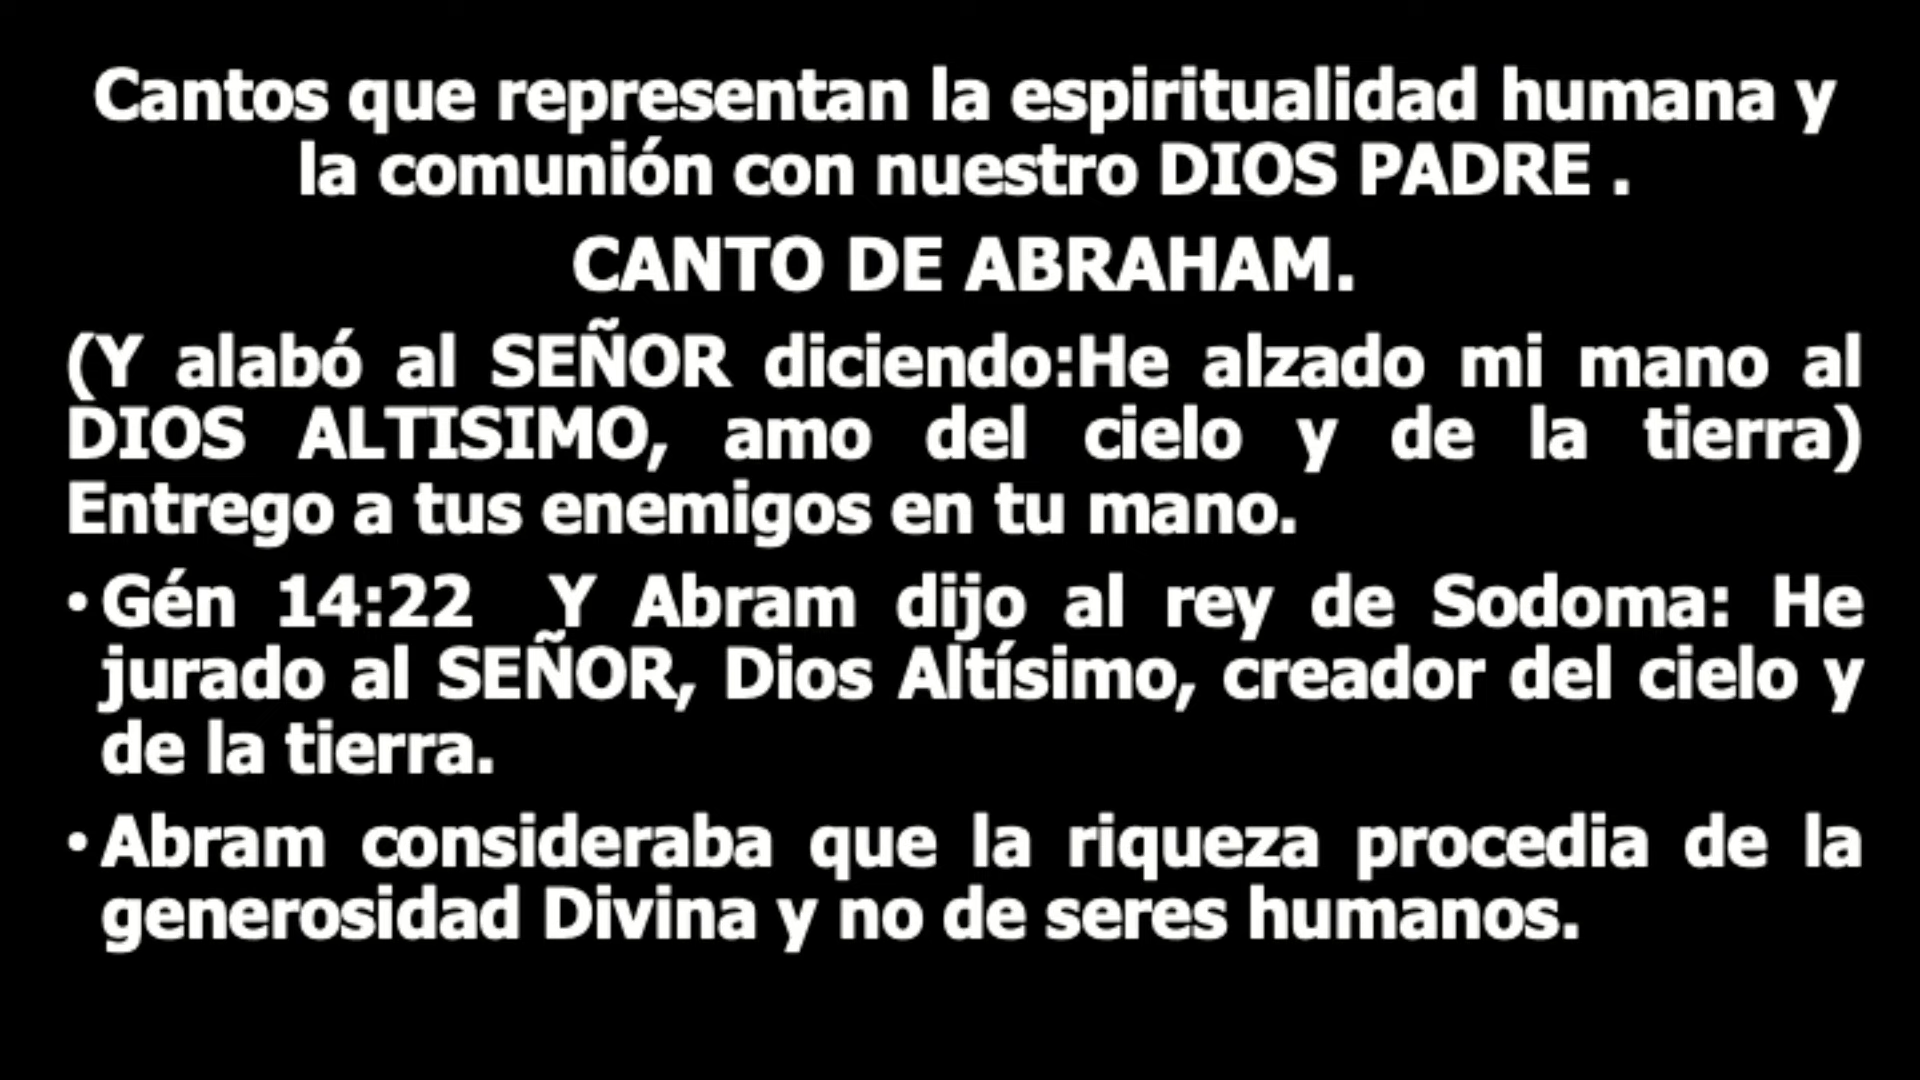 Cantos que representan la espiritualidad humana y
la comunión con nuestro DIOS PADRE .
CANTO DE ABRAHAM.
(Y alabó al SEÑOR diciendo:He alzado mi mano al
DIOS ALTISIMO, amo del cielo y de la tierra)
Entrego a tus enemigos en tu mano.
• Gén 14:22 Y Abram dijo al rey de Sodoma: He
jurado al SEÑOR, Dios Altísimo, creador del cielo y
de la tierra.
• Abram consideraba que la riqueza procedia de la
generosidad Divina y no de seres humanos.